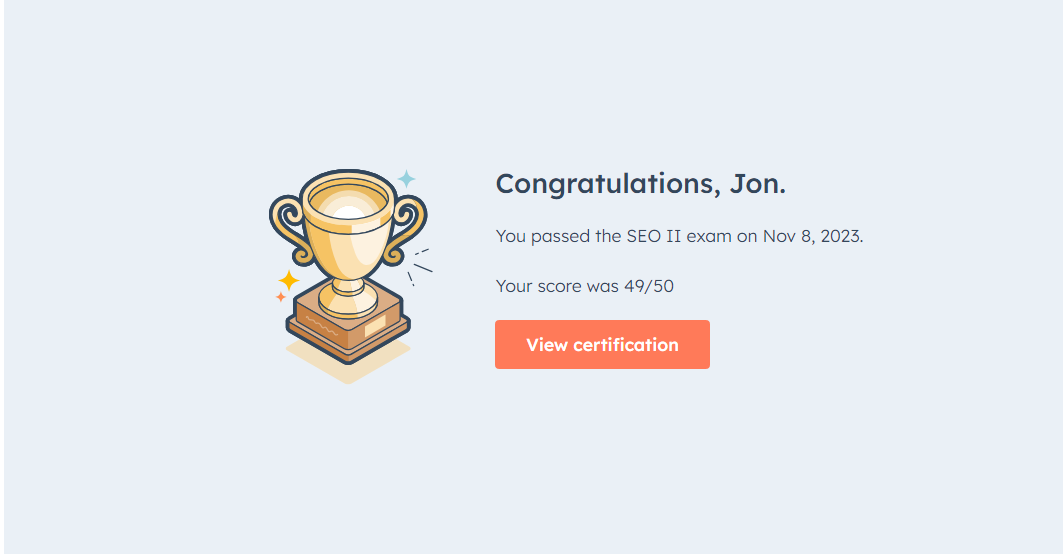 Congratulations, Jon.
You passed the SEO II exam on Nov 8, 2023.
Your score was 49/50
View certification